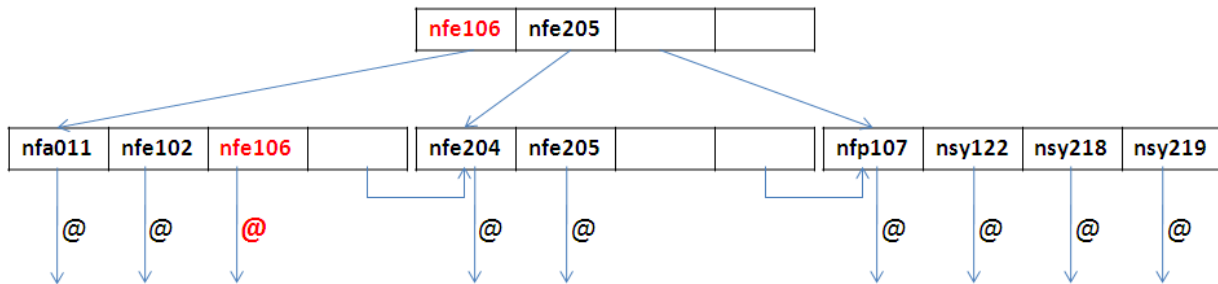 nfe106 nfe205
nfa011 nfe102 nfe106 nfe204 nfe205 nfp107 nsy122 nsy218 nsy219
@ @ @ @ @ @ @ @ @